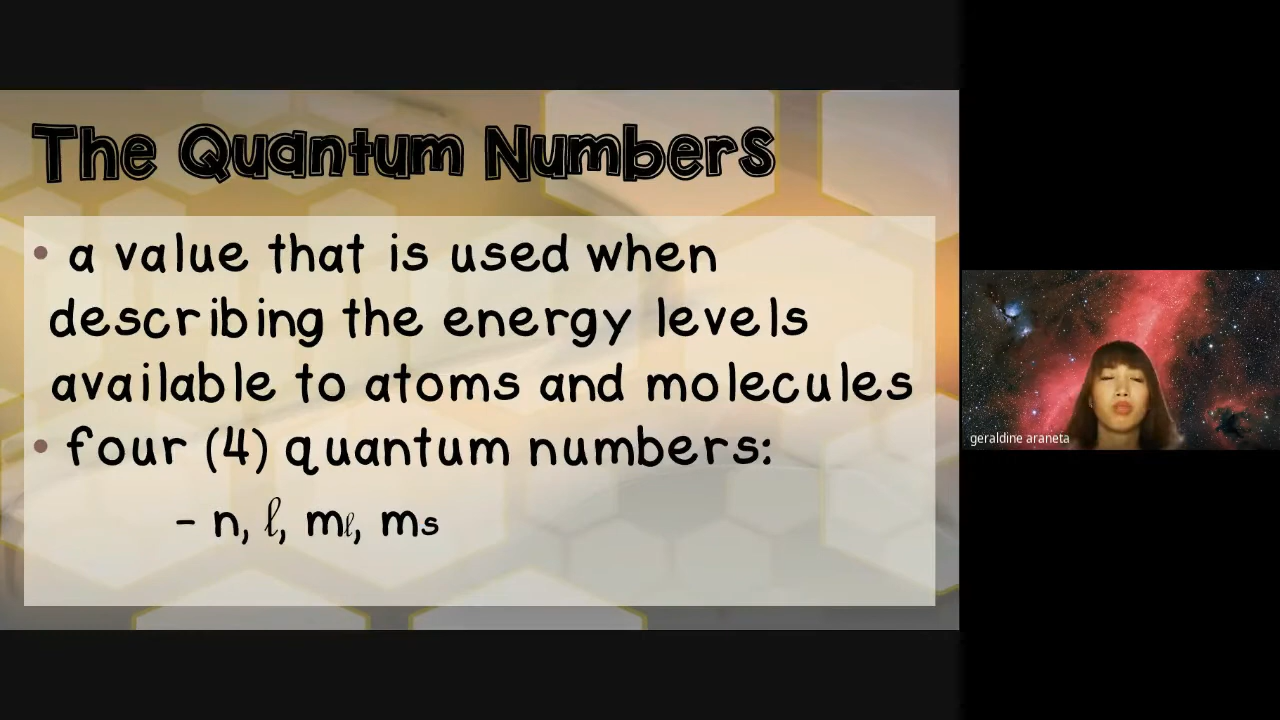 The Quantum Numbers
• a value that is used when
describing the energy levels
available to atoms and molecules
• four (4) quantum numbers:
- n, ℓ, mℓ, ms
geraldine araneta